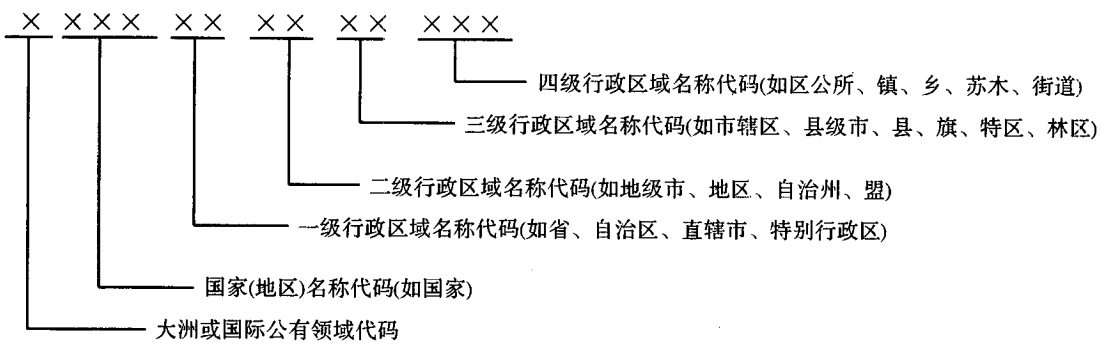 × ××× ×× ×× ×× ×××
四级行政区域名称代码(如区公所、镇、乡、苏木、街道)
三级行政区域名称代码(如市辖区、县级市、县、旗、特区、林区)
二级行政区域名称代码(如地级市、地区、自治州、盟)
一级行政区域名称代码(如省、自治区、直辖市、特别行政区)
国家(地区)名称代码(如国家)
大洲或国际公有领域代码